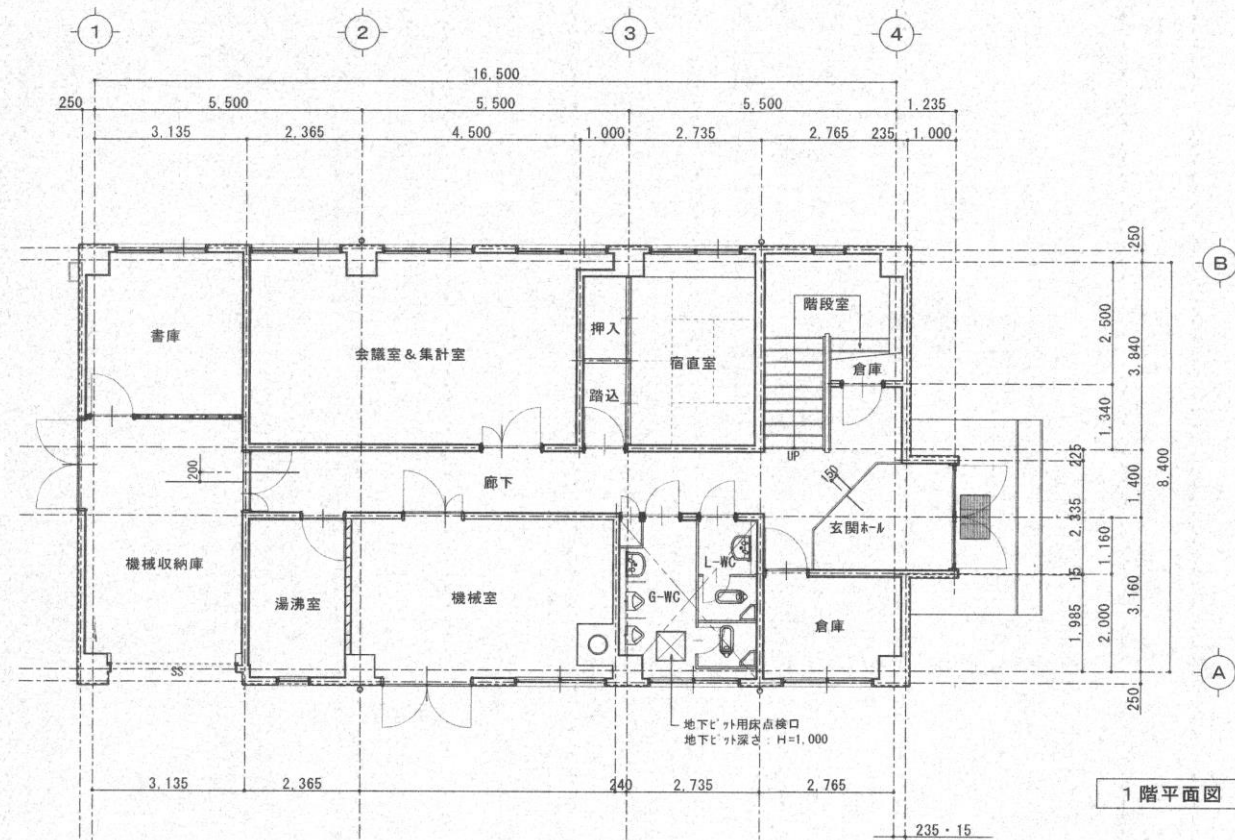 1 2 3 4
16,500
250 5,500 5,500 5,500 1,235
3,135 2,365 4,500 1,000 2,735 2,765 235 1,000
250
B
階段室
2,500
書庫
会議室&集計室
押入
宿直室
倉庫
3,840
踏込
1,340
UP
225
200
廊下
150
1,400
8,400
玄関ホール
2,335
1,160
機械収納庫
湯沸室
機械室
G-WC
L-WC
倉庫
15
3,160
1,985
2,000
SS
A
250
地下ピット用床点検口
地下ピット深さ:H=1,000
3,135 2,365 240 2,735 2,765
1階平面図
235・15